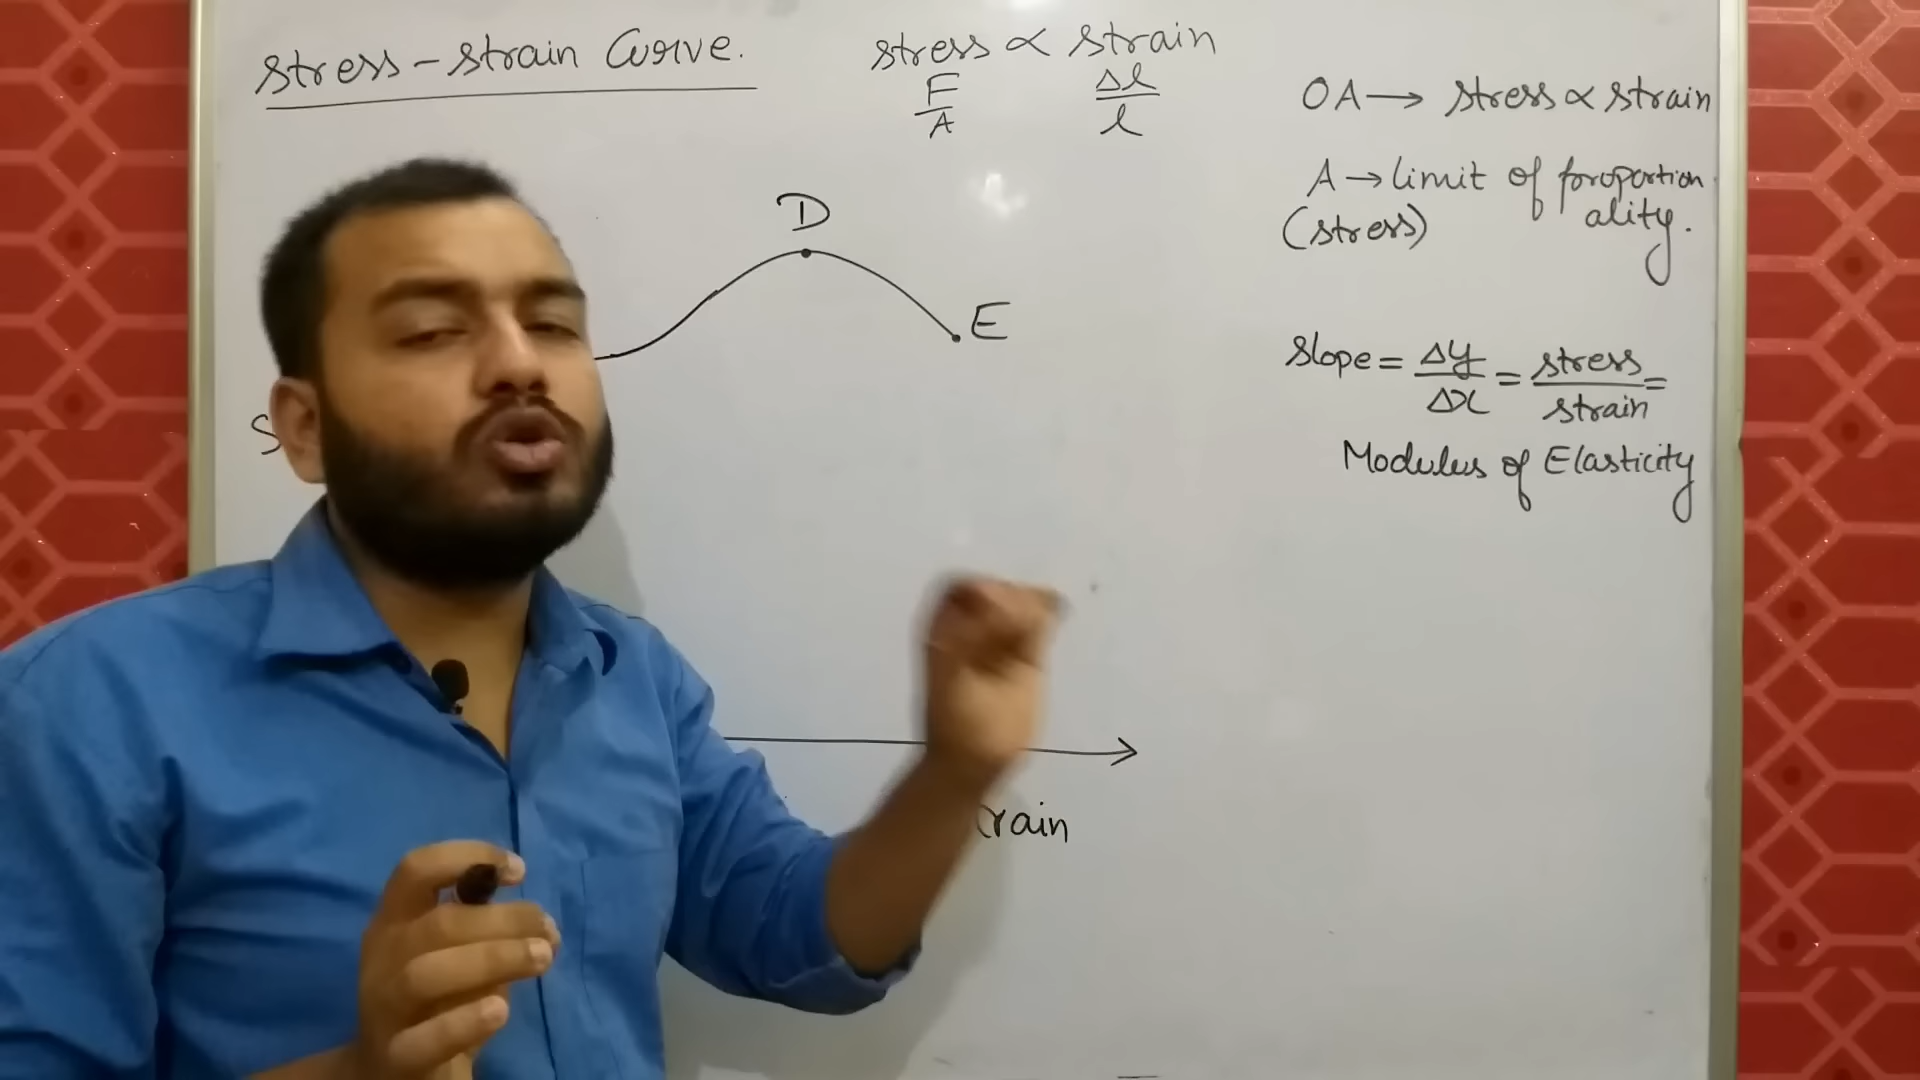 stress - strain Curve.
stress ∝ strain
F/A Δl/l
D
E
S
rain
OA → stress ∝ strain
A → limit of proportion
(stress) ality.
Slope = Δy/Δx = stress/strain =
Modulus of Elasticity